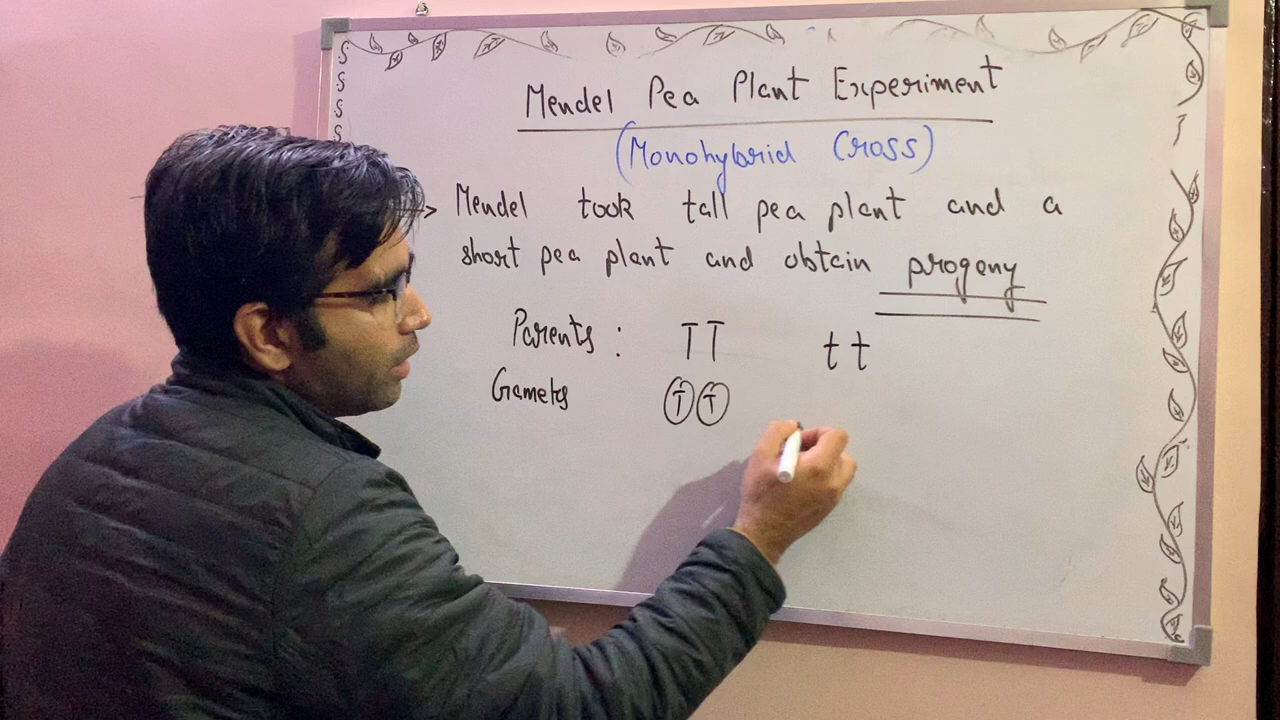 Mendel Pea Plant Experiment
(Monohybrid Cross)
> Mendel took tall pea plant and a
short pea plant and obtain progeny
Parents : TT tt
Gametes T T